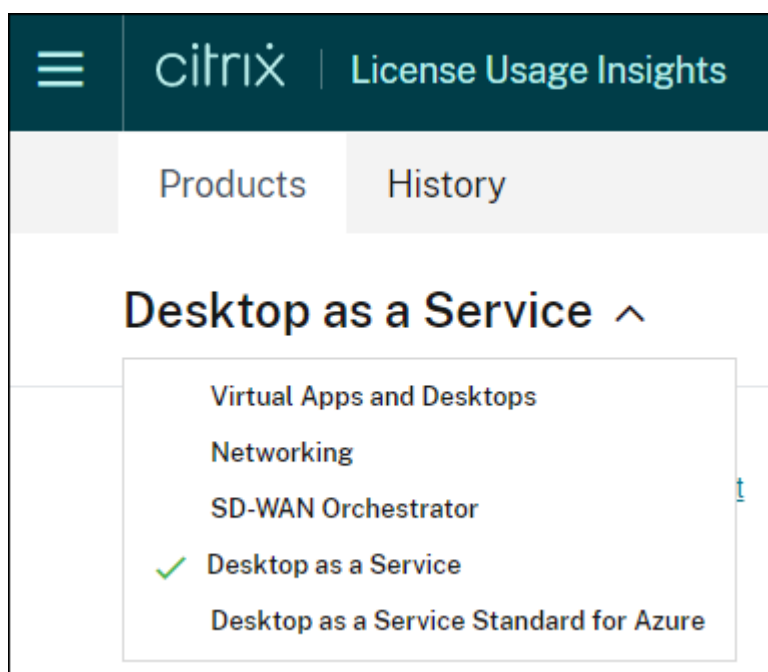 citrix | License Usage Insights
Products History
Desktop as a Service
Virtual Apps and Desktops
Networking
SD-WAN Orchestrator
t
Desktop as a Service
Desktop as a Service Standard for Azure